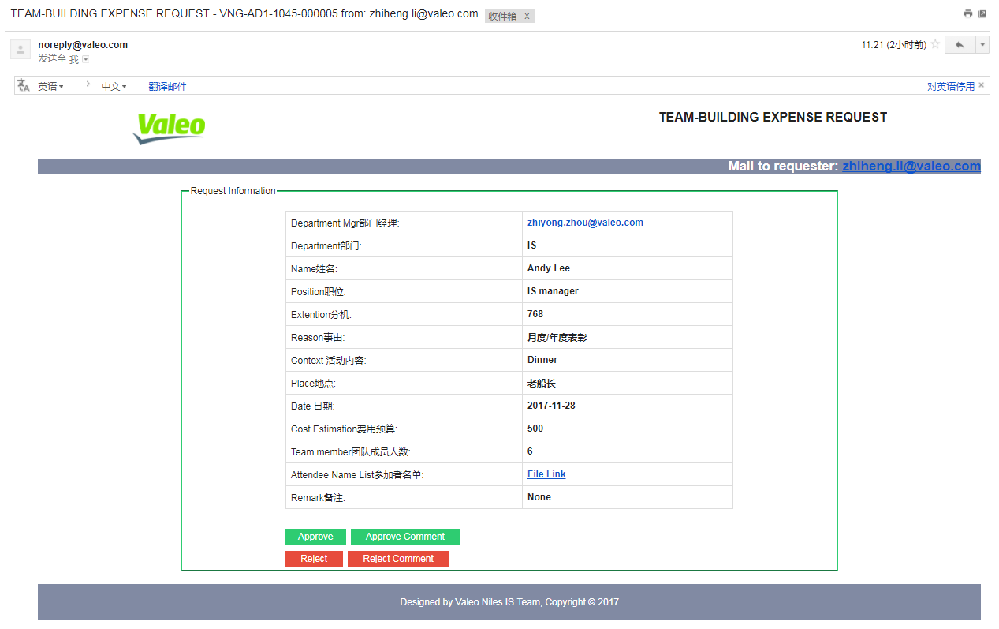 TEAM-BUILDING EXPENSE REQUEST - VNG-AD1-1045-000005 from: zhiheng.li@valeo.com 收件箱 x
noreply@valeo.com 11:21 (2小时前)
发送至 我
英语 中文 翻译邮件 对英语停用 ×
Valeo
TEAM-BUILDING EXPENSE REQUEST
Mail to requester: zhiheng.li@valeo.com
Request Information
Department Mgr部门经理: zhiyong.zhou@valeo.com
Department部门: IS
Name姓名: Andy Lee
Position职位: IS manager
Extention分机: 768
Reason事由: 月度/年度表彰
Context 活动内容: Dinner
Place地点: 老船长
Date 日期: 2017-11-28
Cost Estimation费用预算: 500
Team member团队成员人数: 6
Attendee Name List参加者名单: File Link
Remark备注: None
Approve Approve Comment
Reject Reject Comment
Designed by Valeo Niles IS Team, Copyright © 2017